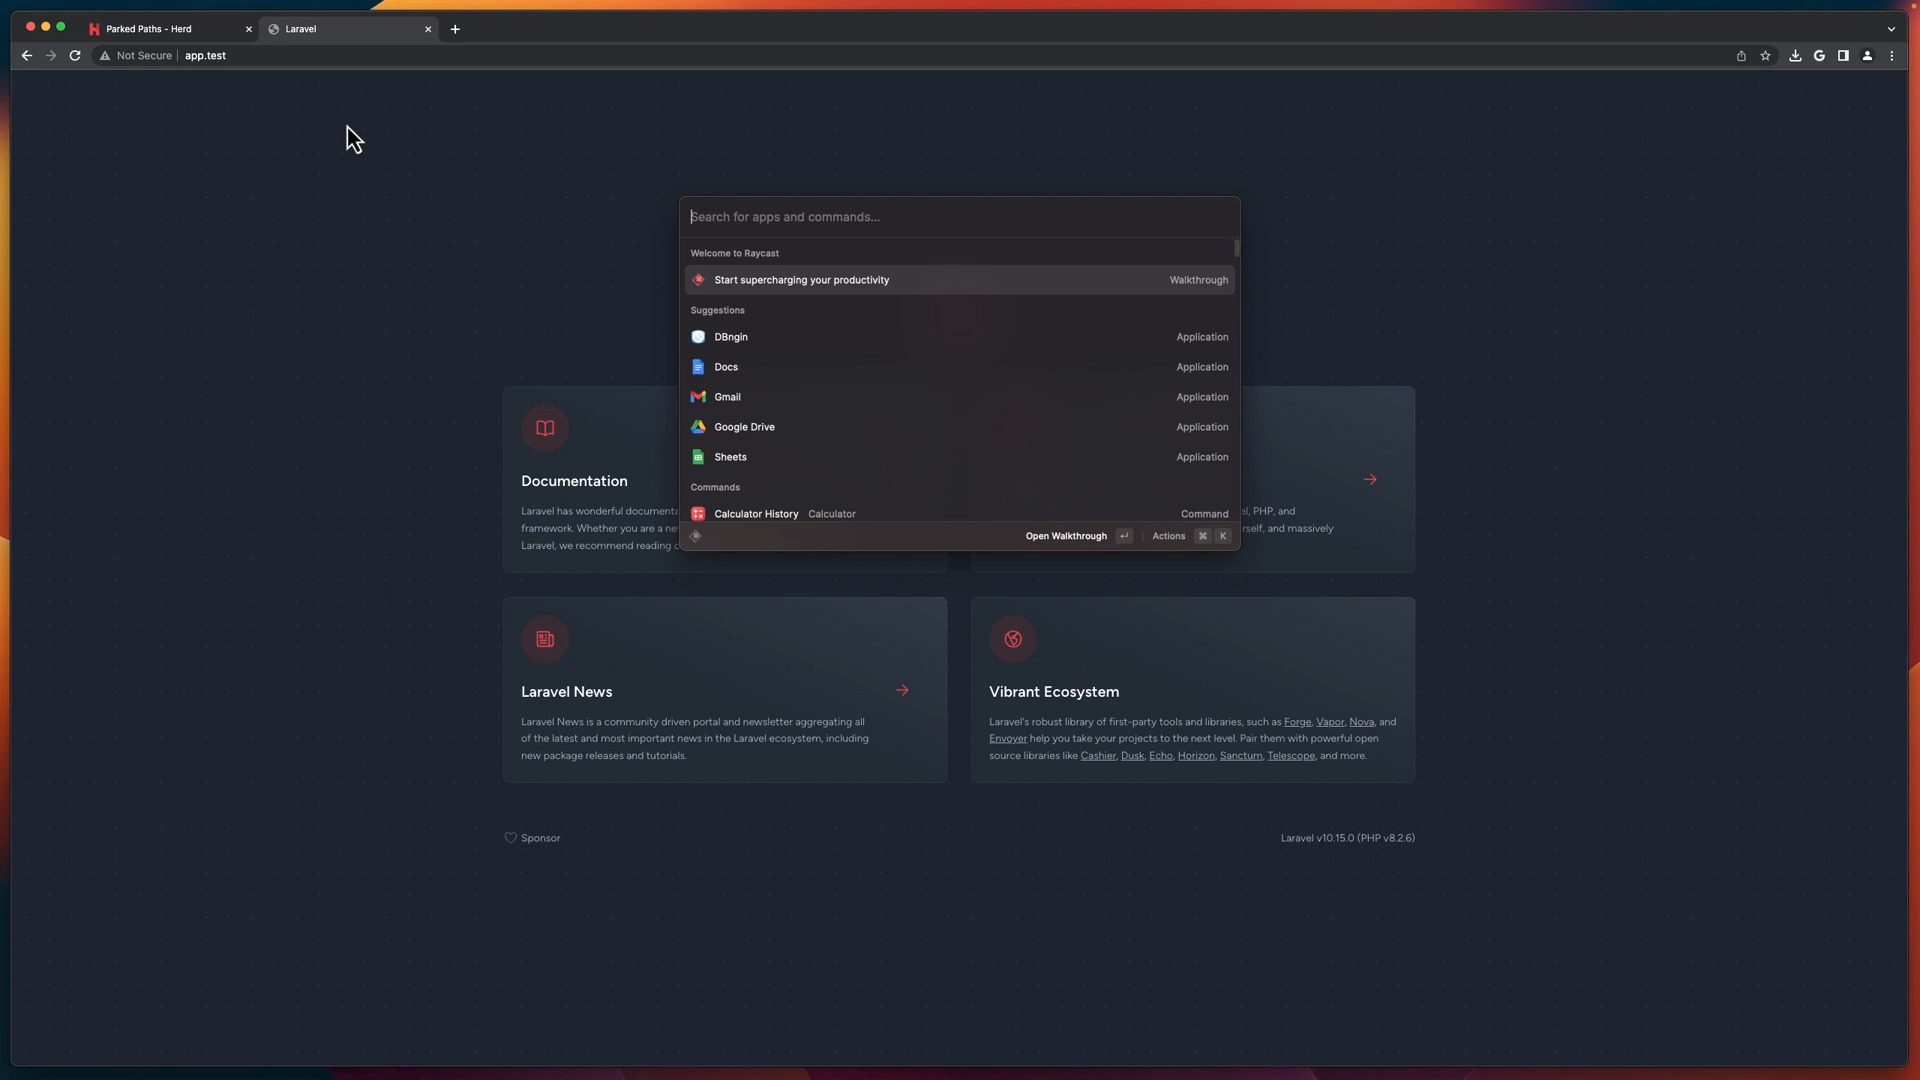 Parked Paths - Herd
Laravel
Not Secure
app.test
Search for apps and commands...
Welcome to Raycast
Start supercharging your productivity
Walkthrough
Suggestions
DBngin
Application
Docs
Application
Gmail
Application
Google Drive
Application
Sheets
Application
Commands
Calculator History
Calculator
Command
Open Walkthrough
Actions
⌘ K
Documentation
Laravel has wonderful documenta
framework. Whether you are a ne
Laravel, we recommend reading
el, PHP, and
rself, and massively
Laravel News
Laravel News is a community driven portal and newsletter aggregating all
of the latest and most important news in the Laravel ecosystem, including
new package releases and tutorials.
Vibrant Ecosystem
Laravel's robust library of first-party tools and libraries, such as Forge, Vapor, Nova, and
Envoyer help you take your projects to the next level. Pair them with powerful open
source libraries like Cashier, Dusk, Echo, Horizon, Sanctum, Telescope, and more.
Sponsor
Laravel v10.15.0 (PHP v8.2.6)